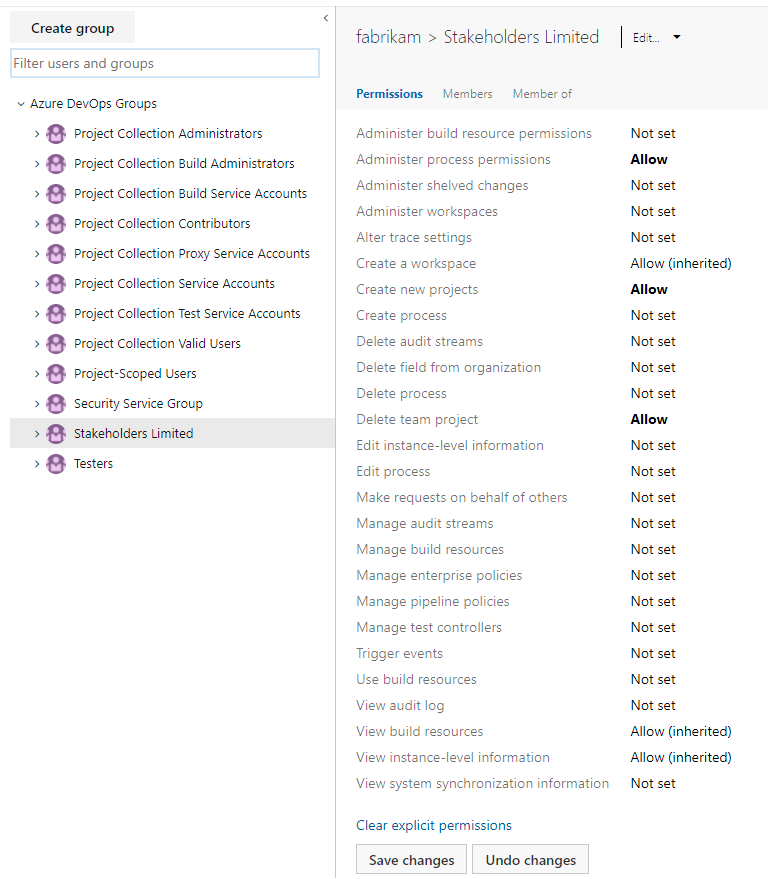 Create group
Filter users and groups
Azure DevOps Groups
Project Collection Administrators
Project Collection Build Administrators
Project Collection Build Service Accounts
Project Collection Contributors
Project Collection Proxy Service Accounts
Project Collection Service Accounts
Project Collection Test Service Accounts
Project Collection Valid Users
Project-Scoped Users
Security Service Group
Stakeholders Limited
Testers
fabrikam > Stakeholders Limited Edit...
Permissions Members Member of
Administer build resource permissions Not set
Administer process permissions Allow
Administer shelved changes Not set
Administer workspaces Not set
Alter trace settings Not set
Create a workspace Allow (inherited)
Create new projects Allow
Create process Not set
Delete audit streams Not set
Delete field from organization Not set
Delete process Not set
Delete team project Allow
Edit instance-level information Not set
Edit process Not set
Make requests on behalf of others Not set
Manage audit streams Not set
Manage build resources Not set
Manage enterprise policies Not set
Manage pipeline policies Not set
Manage test controllers Not set
Trigger events Not set
Use build resources Not set
View audit log Not set
View build resources Allow (inherited)
View instance-level information Allow (inherited)
View system synchronization information Not set
Clear explicit permissions
Save changes Undo changes